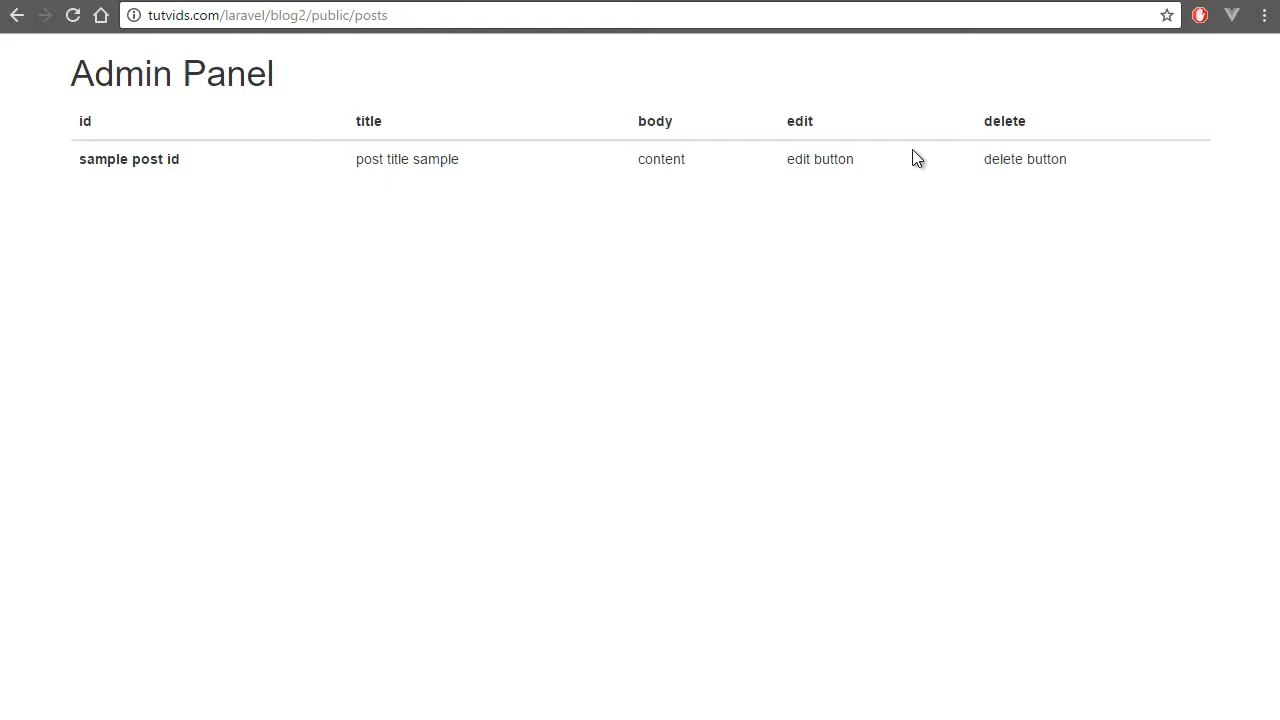 tutvids.com/laravel/blog2/public/posts
Admin Panel
id title body edit delete
sample post id post title sample content edit button delete button